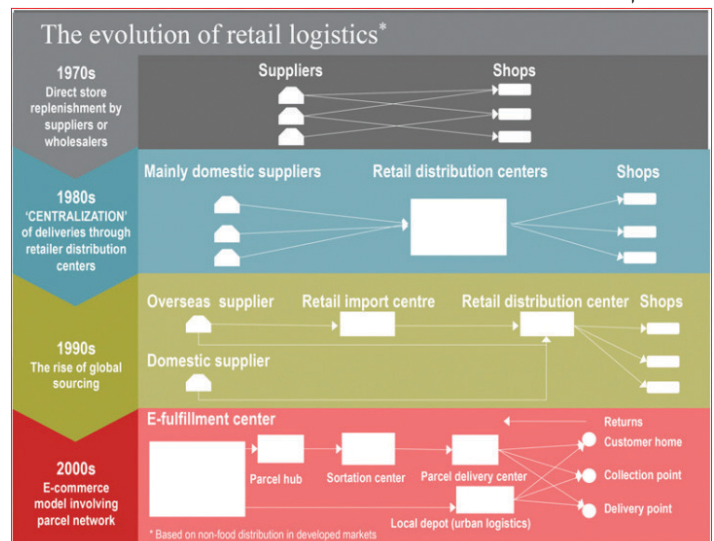 The evolution of retail logistics*
1970s
Direct store
replenishment by
suppliers or
wholesalers
Suppliers
Shops
1980s
'CENTRALIZATION'
of deliveries through
retailer distribution
centers
Mainly domestic suppliers
Retail distribution centers
Shops
1990s
The rise of global
sourcing
Overseas supplier
Retail import centre
Retail distribution center
Shops
Domestic supplier
2000s
E-commerce
model involving
parcel network
E-fulfillment center
Returns
Customer home
Parcel hub
Sortation center
Parcel delivery center
Collection point
Delivery point
Local depot (urban logistics)
* Based on non-food distribution in developed markets